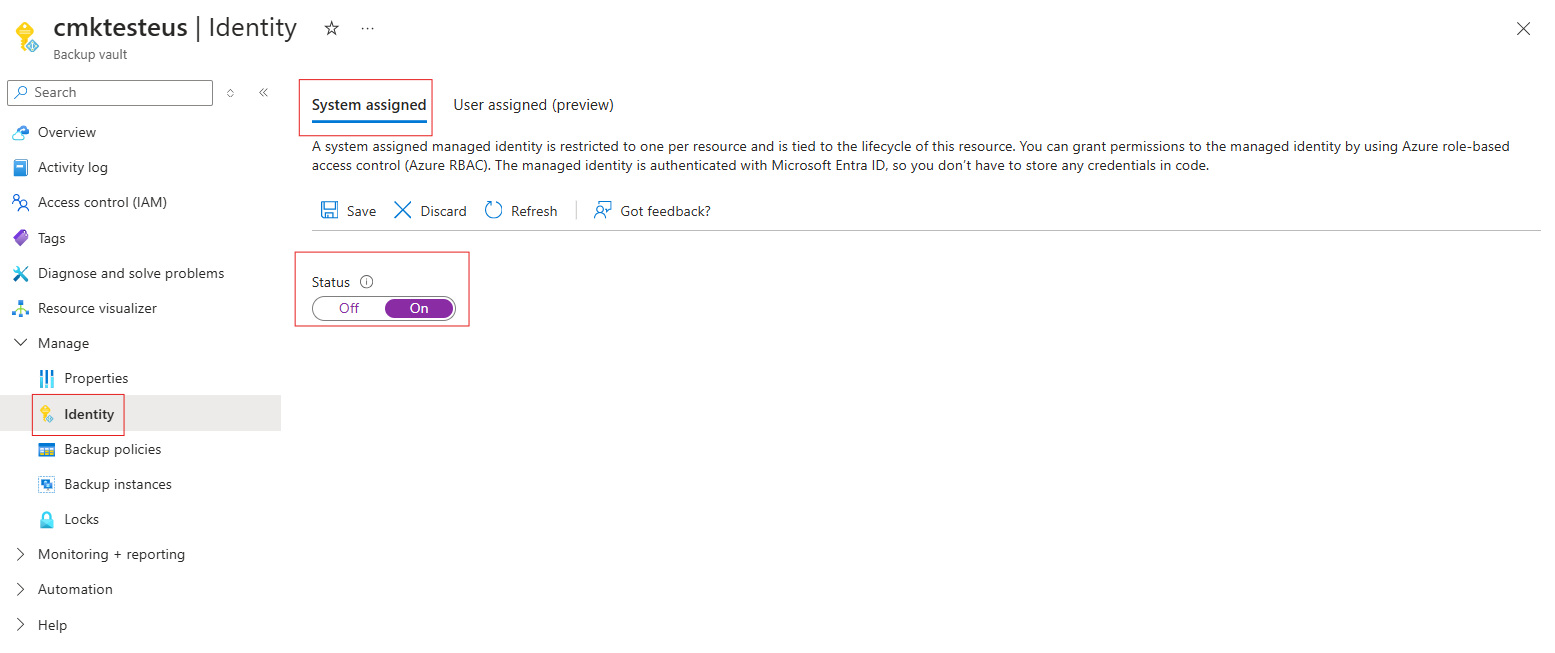 cmktesteus | Identity
Backup vault
Search
Overview
Activity log
Access control (IAM)
Tags
Diagnose and solve problems
Resource visualizer
Manage
Properties
Identity
Backup policies
Backup instances
Locks
Monitoring + reporting
Automation
Help
System assigned
User assigned (preview)
A system assigned managed identity is restricted to one per resource and is tied to the lifecycle of this resource. You can grant permissions to the managed identity by using Azure role-based
access control (Azure RBAC). The managed identity is authenticated with Microsoft Entra ID, so you don’t have to store any credentials in code.
Save
Discard
Refresh
Got feedback?
Status
Off
On